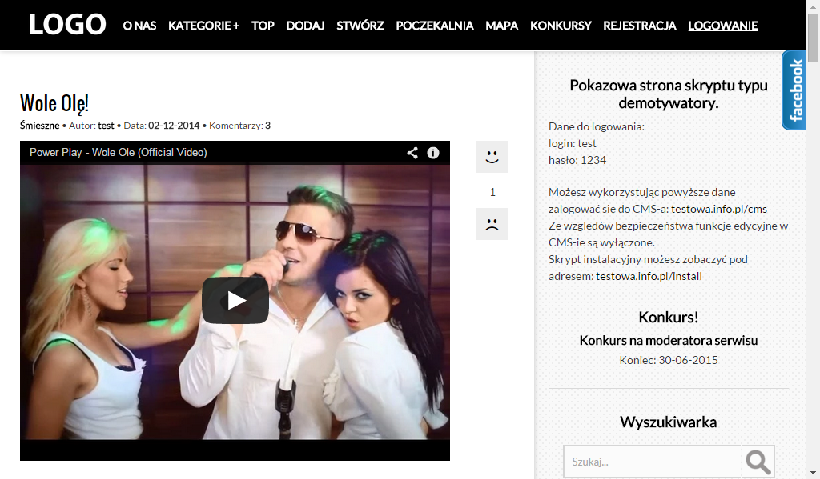 LOGO O NAS KATEGORIE + TOP DODAJ STWÓRZ POCZEKALNIA MAPA KONKURSY REJESTRACJA LOGOWANIE
facebook
Wole Olę!
Śmieszne • Autor: test • Data: 02-12-2014 • Komentarzy: 3
Power Play - Wole Ole (Official Video)
1
Pokazowa strona skryptu typu
demotywatory.
Dane do logowania:
login: test
hasło: 1234
Możesz wykorzystując powyższe dane
zalogować sie do CMS-a: testowa.info.pl/cms
Ze względów bezpieczeństwa funkcje edycyjne w
CMS-ie są wyłączone.
Skrypt instalacyjny możesz zobaczyć pod
adresem: testowa.info.pl/install
Konkurs!
Konkurs na moderatora serwisu
Koniec: 30-06-2015
Wyszukiwarka
Szukaj...